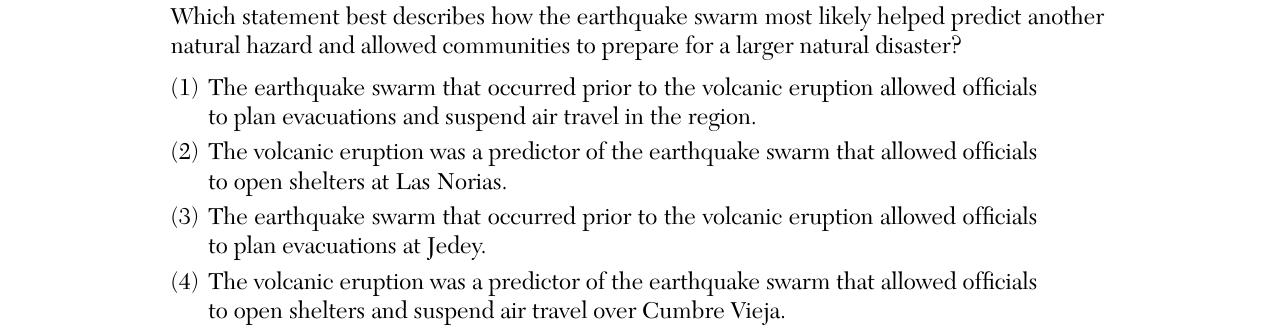 Which statement best describes how the earthquake swarm most likely helped predict another
natural hazard and allowed communities to prepare for a larger natural disaster?
(1) The earthquake swarm that occurred prior to the volcanic eruption allowed officials
to plan evacuations and suspend air travel in the region.
(2) The volcanic eruption was a predictor of the earthquake swarm that allowed officials
to open shelters at Las Norias.
(3) The earthquake swarm that occurred prior to the volcanic eruption allowed officials
to plan evacuations at Jedey.
(4) The volcanic eruption was a predictor of the earthquake swarm that allowed officials
to open shelters and suspend air travel over Cumbre Vieja.